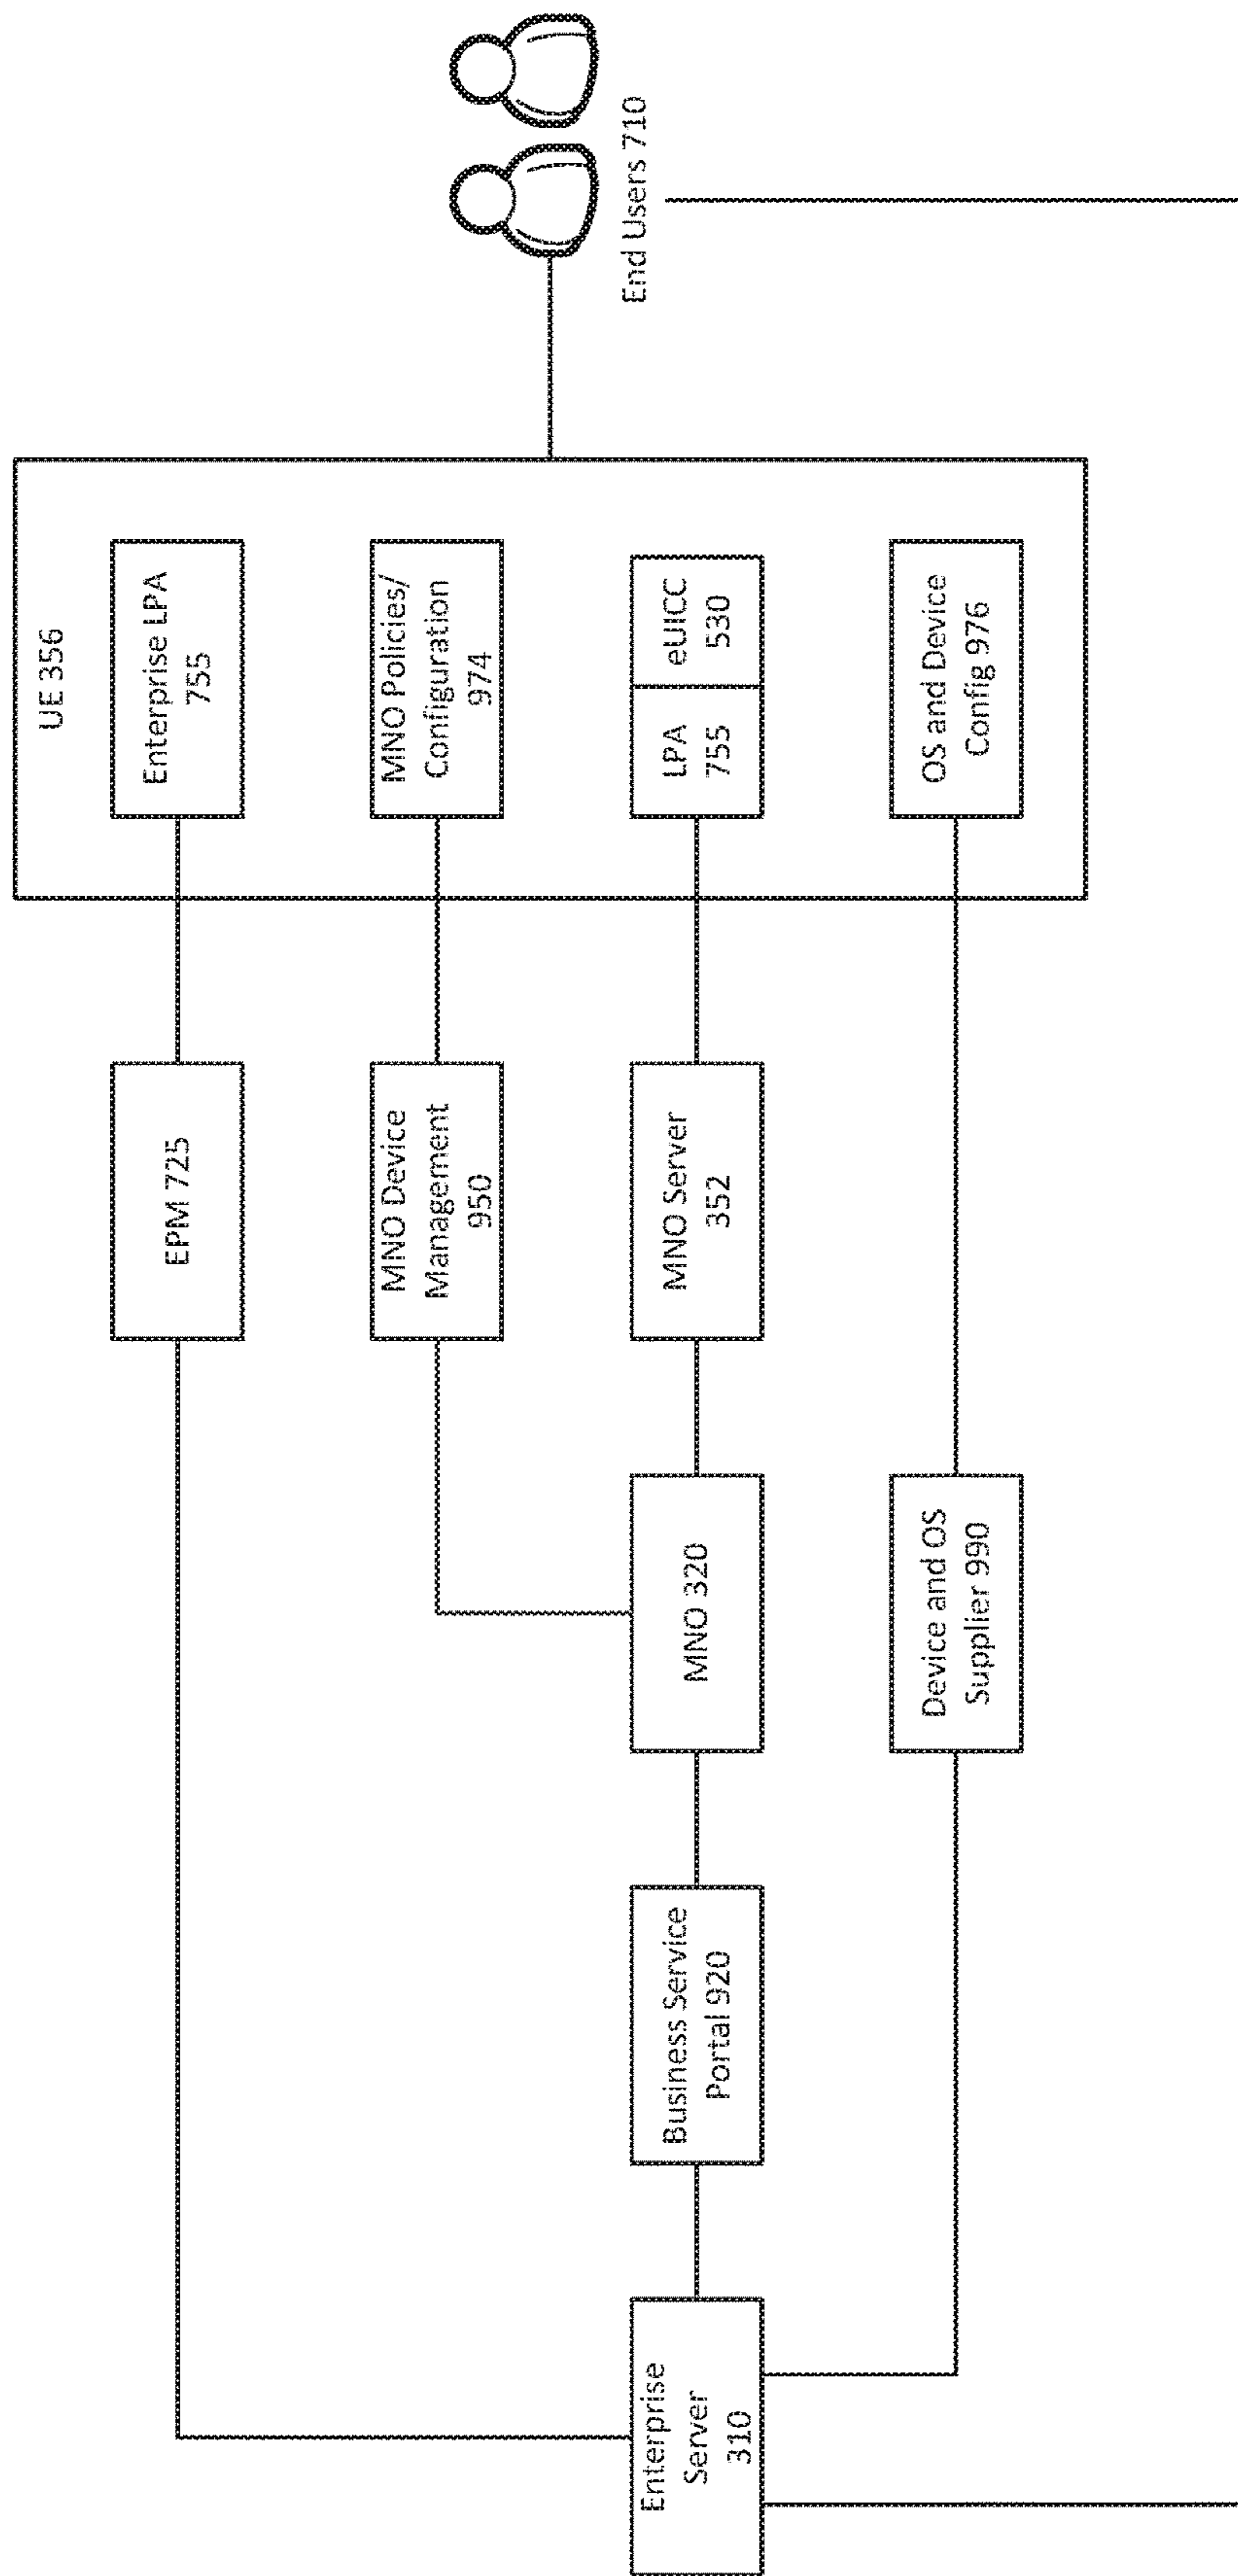 UE 356
Enterprise LPA
755
EPM 725
MNO Policies/
Configuration
974
MNO Device
Management
950
End Users 710
Enterprise
Server
310
Business Service
Portal 920
MNO 320
MNO Server
352
LPA
755
eUICC
530
Device and OS
Supplier 990
OS and Device
Config 976